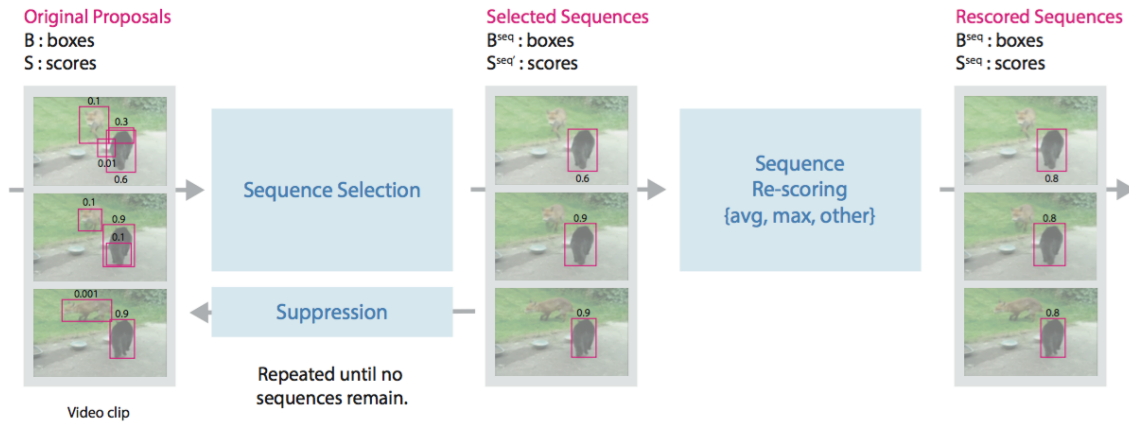 Original Proposals
B : boxes
S : scores
0.1
0.3
0.01
0.6
0.1
0.9
0.1
0.001
0.9
Video clip
Sequence Selection
Suppression
Repeated until no
sequences remain.
Selected Sequences
Bseq : boxes
Sseq' : scores
0.6
0.9
0.9
Sequence
Re-scoring
{avg, max, other}
Rescored Sequences
Bseq : boxes
Sseq : scores
0.8
0.8
0.8